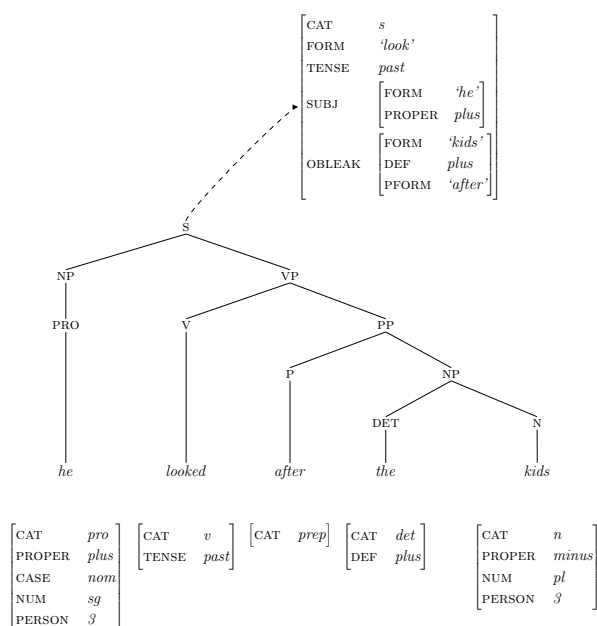 CAT s
FORM ‘look’
TENSE past
SUBJ FORM ‘he’
PROPER plus
OBLEAK FORM ‘kids’
DEF plus
PFORM ‘after’
S
NP VP
PRO V PP
P NP
DET N
he looked after the kids
CAT pro CAT v CAT prep CAT det CAT n
PROPER plus TENSE past DEF plus PROPER minus
CASE nom NUM pl
NUM sg PERSON 3
PERSON 3